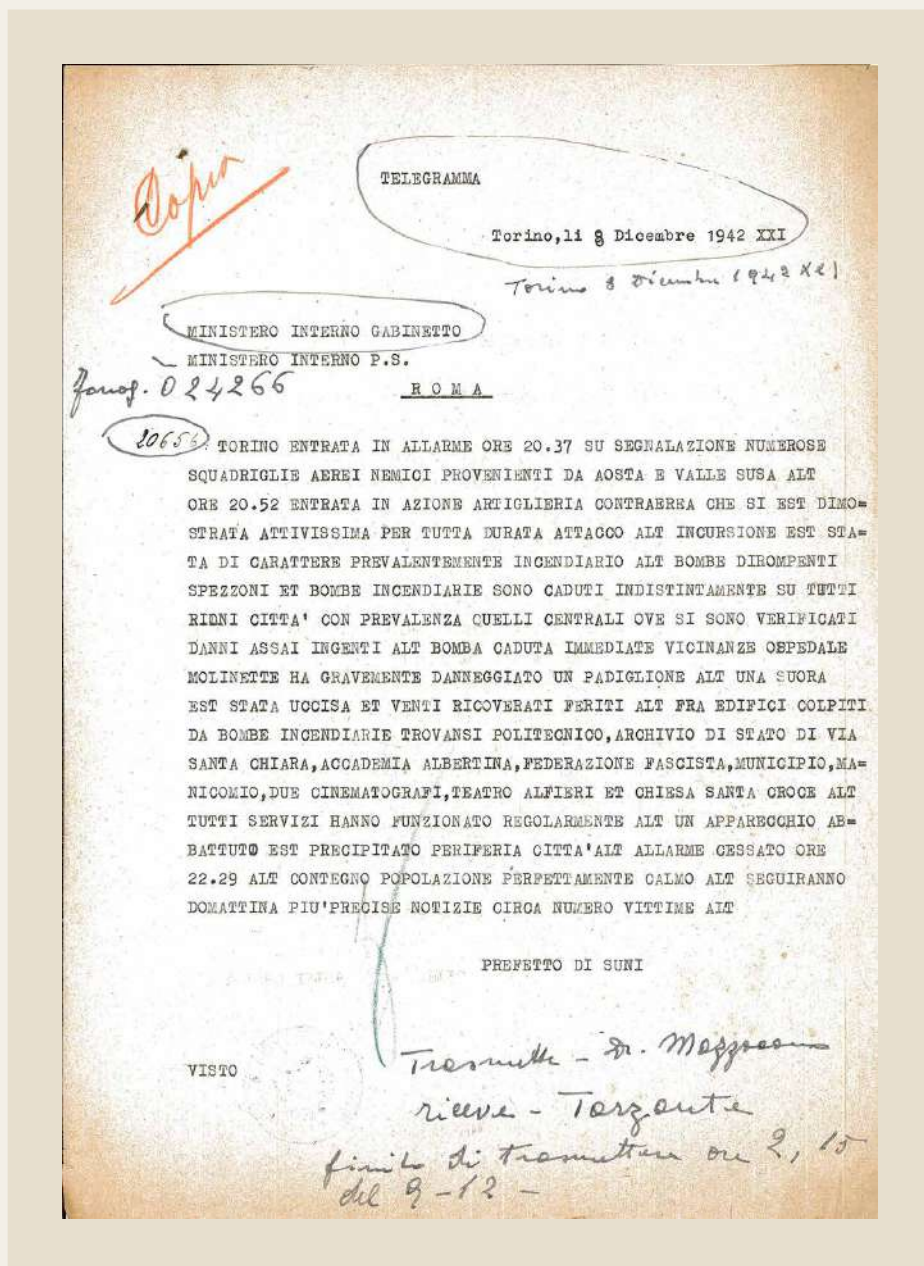 Copia
TELEGRAMMA
Torino,li 8 Dicembre 1942 XXI
Torino 8 Dicembre 1942 XXI
MINISTERO INTERNO GABINETTO
MINISTERO INTERNO P.S.
Fonog. 024266
R O M A
20656 TORINO ENTRATA IN ALLARME ORE 20.37 SU SEGNALAZIONE NUMEROSE
SQUADRIGLIE AEREI NEMICI PROVENIENTI DA AOSTA E VALLE SUSA ALT
ORE 20.52 ENTRATA IN AZIONE ARTIGLIERIA CONTRAEREA CHE SI EST DIMO=
STRATA ATTIVISSIMA PER TUTTA DURATA ATTACCO ALT INCURSIONE EST STA=
TA DI CARATTERE PREVALENTEMENTE INCENDIARIO ALT BOMBE DIROMPENTI
SPEZZONI ET BOMBE INCENDIARIE SONO CADUTI INDISTINTAMENTE SU TUTTI
RIONI CITTA' CON PREVALENZA QUELLI CENTRALI OVE SI SONO VERIFICATI
DANNI ASSAI INGENTI ALT BOMBA CADUTA IMMEDIATE VICINANZE OSPEDALE
MOLINETTE HA GRAVEMENTE DANNEGGIATO UN PADIGLIONE ALT UNA SUORA
EST STATA UCCISA ET VENTI RICOVERATI FERITI ALT FRA EDIFICI COLPITI
DA BOMBE INCENDIARIE TROVANSI POLITECNICO,ARCHIVIO DI STATO DI VIA
SANTA CHIARA,ACCADEMIA ALBERTINA,FEDERAZIONE FASCISTA,MUNICIPIO,MA=
NICOMIO,DUE CINEMATOGRAFI,TEATRO ALFIERI ET CHIESA SANTA CROCE ALT
TUTTI SERVIZI HANNO FUNZIONATO REGOLARMENTE ALT UN APPARECCHIO AB=
BATTUTO EST PRECIPITATO PERIFERIA CITTA'ALT ALLARME CESSATO ORE
22.29 ALT CONTEGNO POPOLAZIONE PERFETTAMENTE CALMO ALT SEGUIRANNO
DOMATTINA PIU'PRECISE NOTIZIE CIRCA NUMERO VITTIME ALT
PREFETTO DI SUNI
VISTO
Trasmette - Dr.
riceve - Tarzante
finito di trasmettere ore 2,15
del 9-12 -